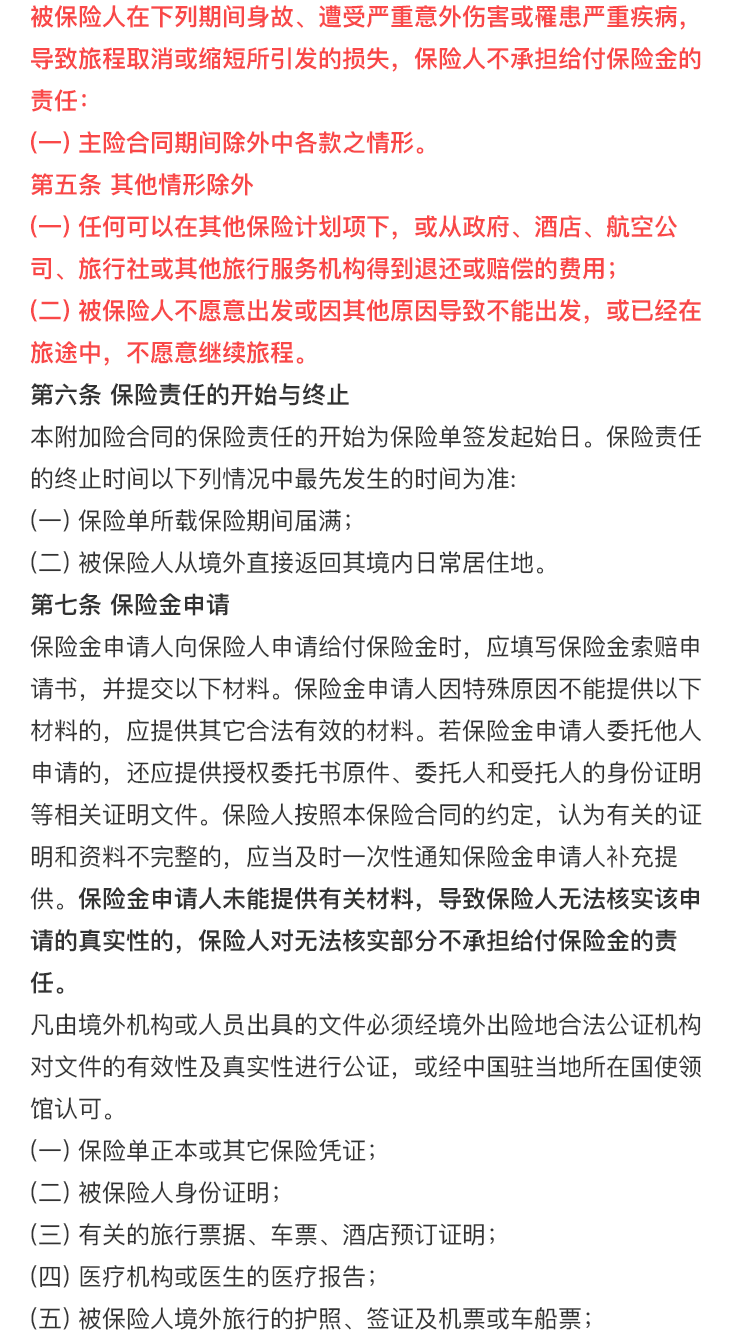 被保险人在下列期间身故、遭受严重意外伤害或罹患严重疾病，
导致旅程取消或缩短所引发的损失，保险人不承担给付保险金的
责任：
(一) 主险合同期间除外中各款之情形。
第五条 其他情形除外
(一) 任何可以在其他保险计划项下，或从政府、酒店、航空公
司、旅行社或其他旅行服务机构得到退还或赔偿的费用；
(二) 被保险人不愿意出发或因其他原因导致不能出发，或已经在
旅途中，不愿意继续旅程。
第六条 保险责任的开始与终止
本附加险合同的保险责任的开始为保险单签发起始日。保险责任
的终止时间以下列情况中最先发生的时间为准:
(一) 保险单所载保险期间届满；
(二) 被保险人从境外直接返回其境内日常居住地。
第七条 保险金申请
保险金申请人向保险人申请给付保险金时，应填写保险金索赔申
请书，并提交以下材料。保险金申请人因特殊原因不能提供以下
材料的，应提供其它合法有效的材料。若保险金申请人委托他人
申请的，还应提供授权委托书原件、委托人和受托人的身份证明
等相关证明文件。保险人按照本保险合同的约定，认为有关的证
明和资料不完整的，应当及时一次性通知保险金申请人补充提
供。保险金申请人未能提供有关材料，导致保险人无法核实该申
请的真实性的，保险人对无法核实部分不承担给付保险金的责
任。
凡由境外机构或人员出具的文件必须经境外出险地合法公证机构
对文件的有效性及真实性进行公证，或经中国驻当地所在国使领
馆认可。
(一) 保险单正本或其它保险凭证；
(二) 被保险人身份证明；
(三) 有关的旅行票据、车票、酒店预订证明；
(四) 医疗机构或医生的医疗报告；
(五) 被保险人境外旅行的护照、签证及机票或车船票；